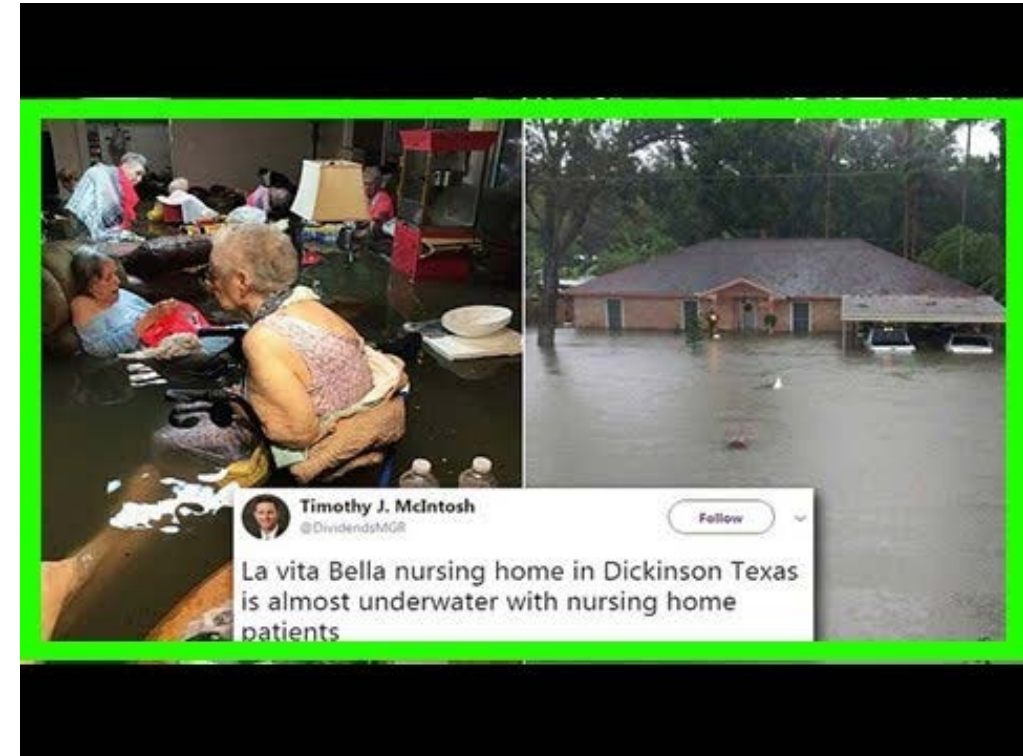 Timothy J. McIntosh
@DividendsMGR
Follow
La vita Bella nursing home in Dickinson Texas
is almost underwater with nursing home
patients